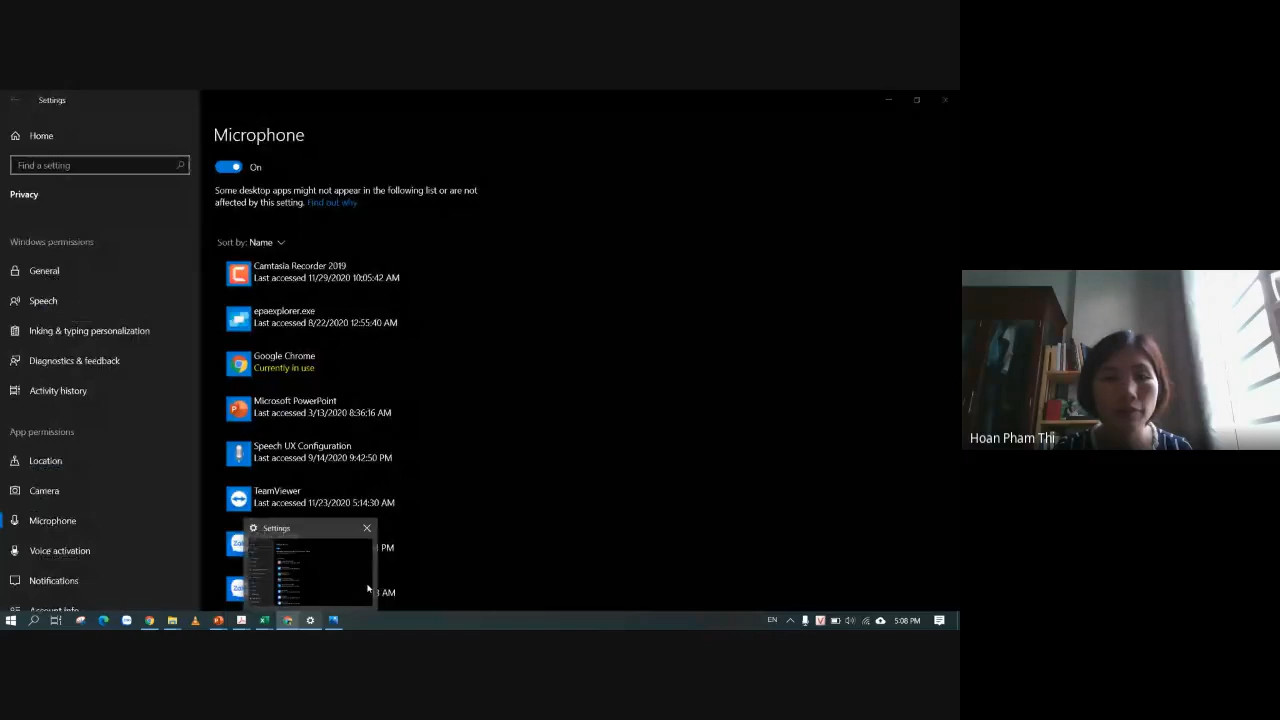 Settings
Home
Find a setting
Privacy
Windows permissions
General
Speech
Inking & typing personalization
Diagnostics & feedback
Activity history
App permissions
Location
Camera
Microphone
Voice activation
Notifications
Account info
Microphone
On
Some desktop apps might not appear in the following list or are not
affected by this setting. Find out why
Sort by: Name
Camtasia Recorder 2019
Last accessed 11/29/2020 10:05:42 AM
epaexplorer.exe
Last accessed 8/22/2020 12:55:40 AM
Google Chrome
Currently in use
Microsoft PowerPoint
Last accessed 3/13/2020 8:36:16 AM
Speech UX Configuration
Last accessed 9/14/2020 9:42:50 PM
TeamViewer
Last accessed 11/23/2020 5:14:30 AM
Settings
PM
AM
EN
5:08 PM
Hoan Pham Thi